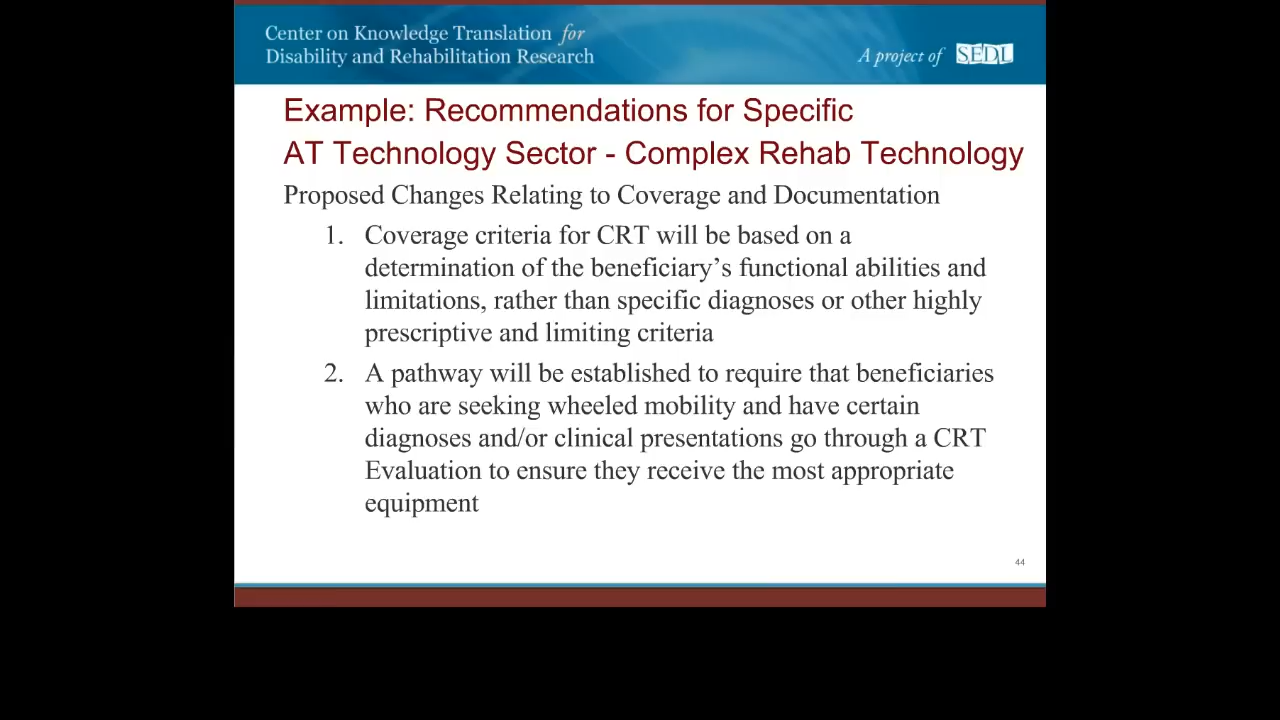 Center on Knowledge Translation for
Disability and Rehabilitation Research
A project of SEDL
Example: Recommendations for Specific
AT Technology Sector - Complex Rehab Technology
Proposed Changes Relating to Coverage and Documentation
1. Coverage criteria for CRT will be based on a
determination of the beneficiary’s functional abilities and
limitations, rather than specific diagnoses or other highly
prescriptive and limiting criteria
2. A pathway will be established to require that beneficiaries
who are seeking wheeled mobility and have certain
diagnoses and/or clinical presentations go through a CRT
Evaluation to ensure they receive the most appropriate
equipment
44